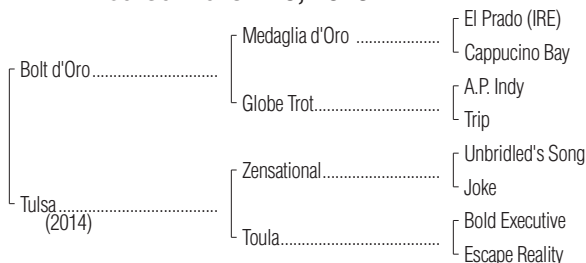 El Prado (IRE)
Medaglia d'Oro ....................
Cappucino Bay
Bolt d'Oro..............................
A.P. Indy
Globe Trot..............................
Trip
Unbridled's Song
Zensational............................
Joke
Tulsa......................................
(2014)
Bold Executive
Toula......................................
Escape Reality